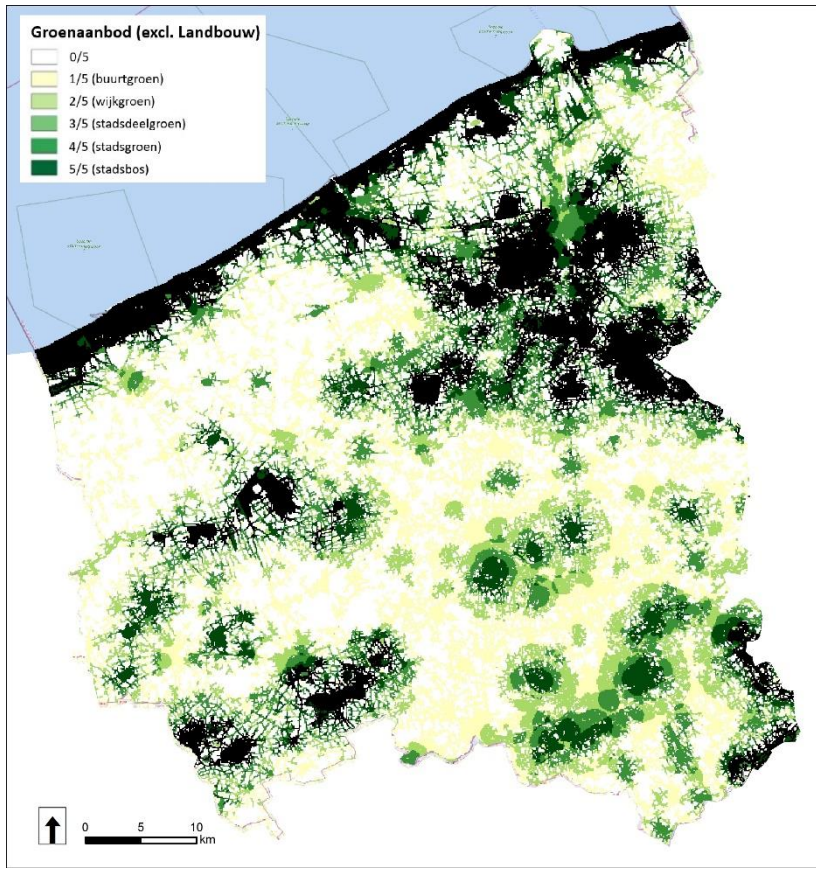 Groenaanbod (excl. Landbouw)
0/5
1/5 (buurtgroen)
2/5 (wijkgroen)
3/5 (stadsdeelgroen)
4/5 (stadsgroen)
5/5 (stadsbos)
0 5 10
km